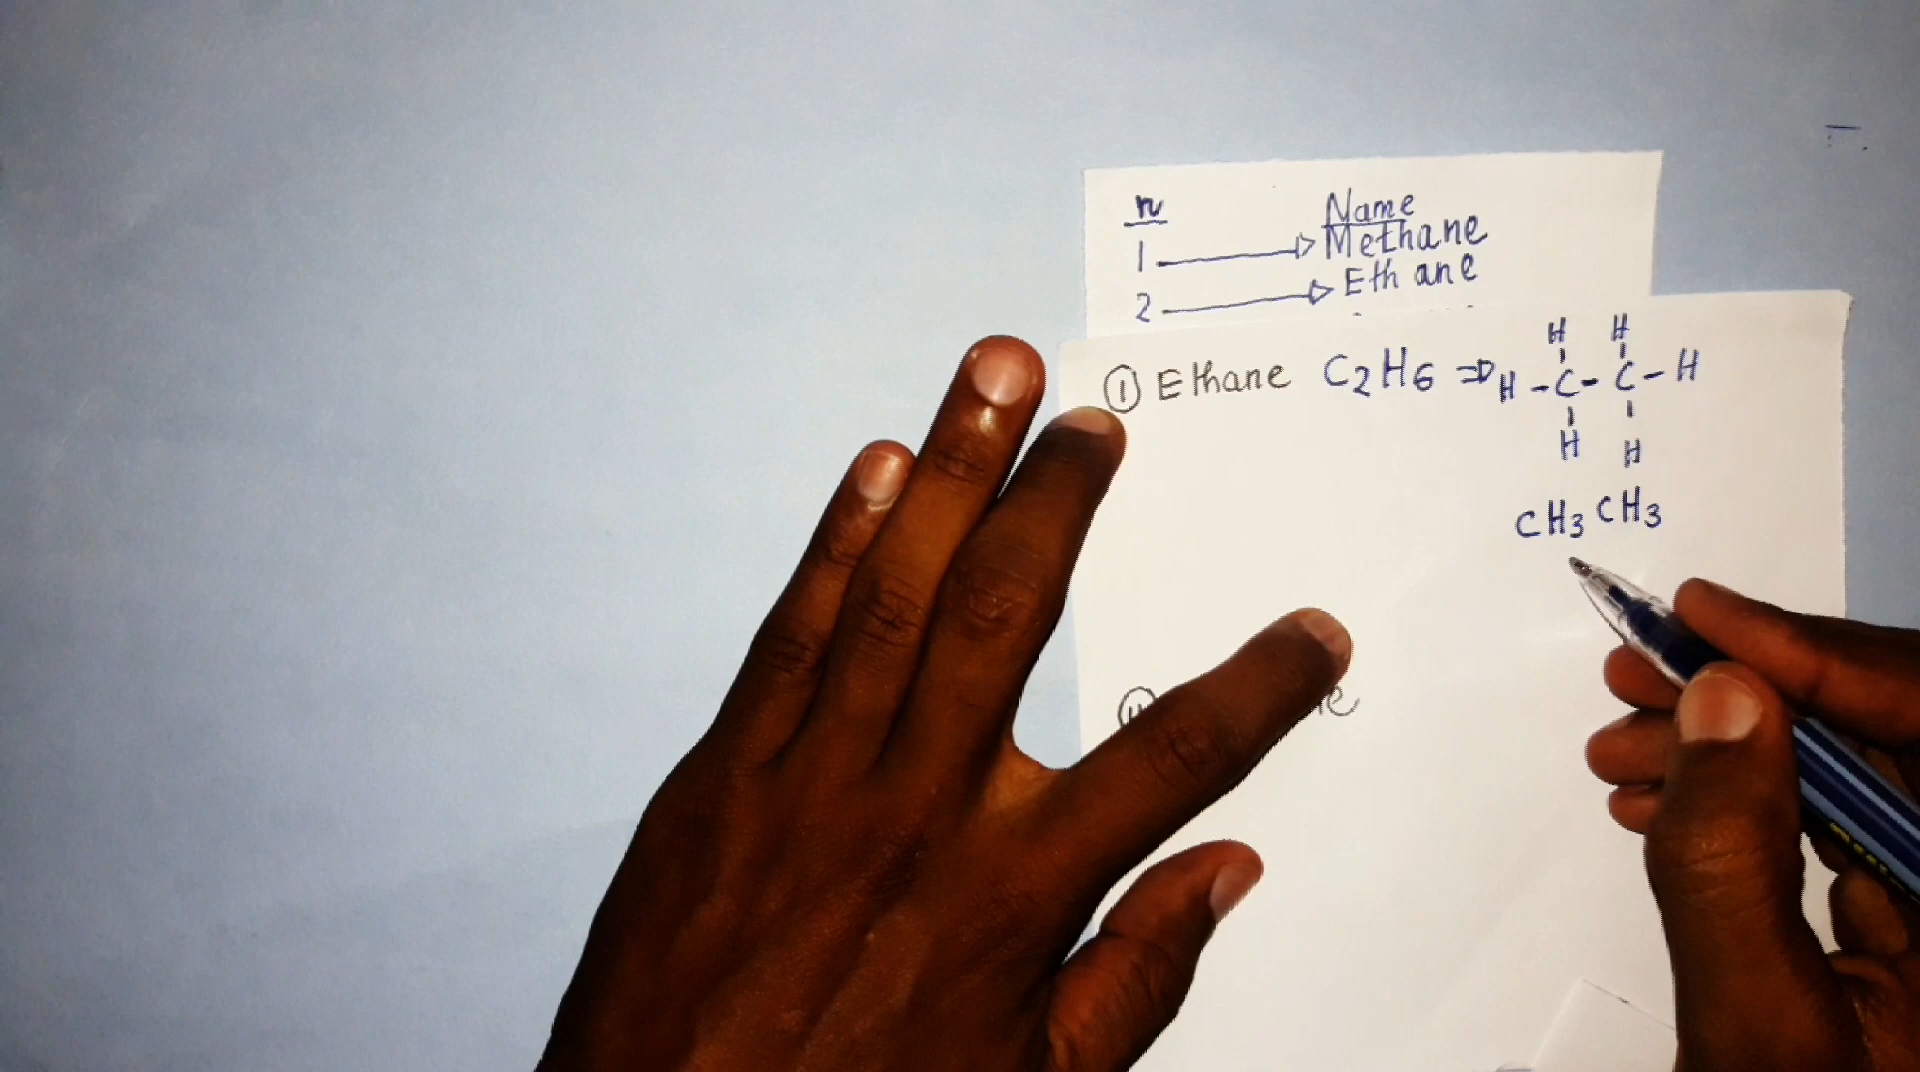 n Name
1 → Methane
2 → Ethane
① Ethane C₂H₆ ⇒
H H
H - C - C - H
H H
CH₃ CH₃